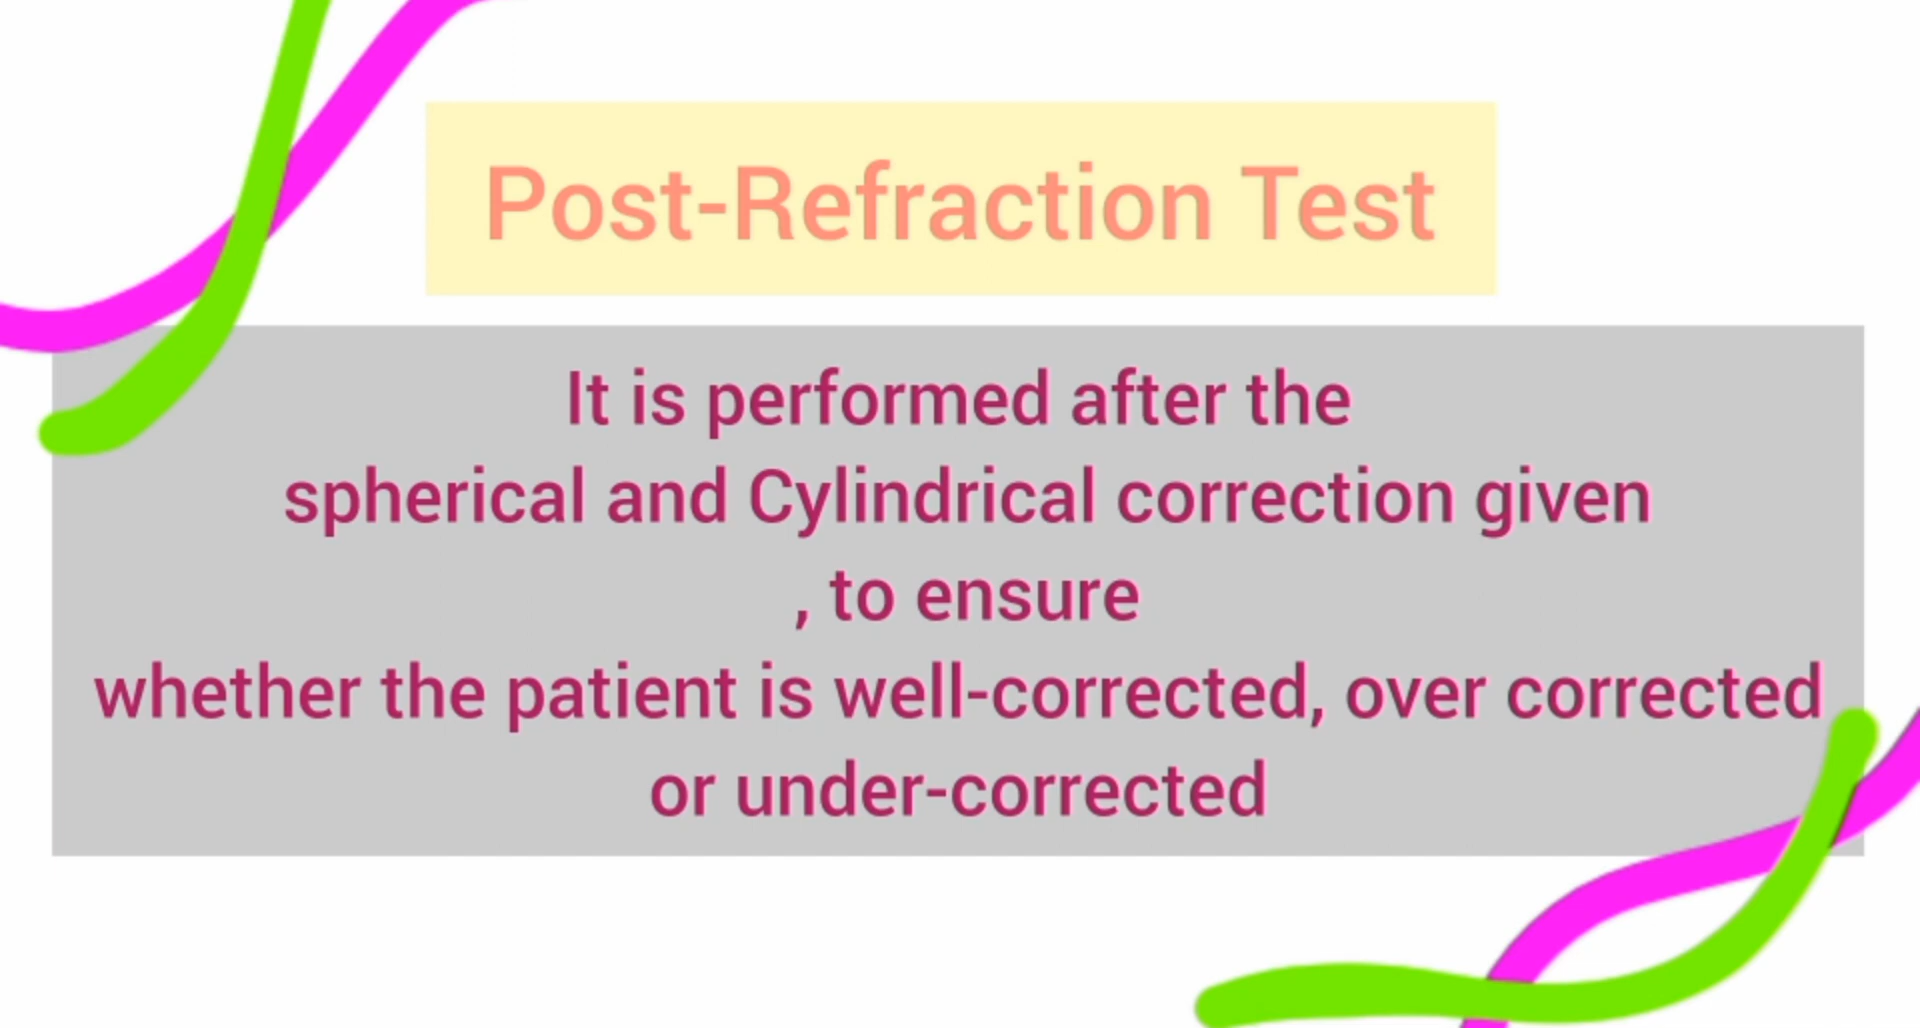 Post-Refraction Test
It is performed after the
spherical and Cylindrical correction given
, to ensure
whether the patient is well-corrected, over corrected
or under-corrected